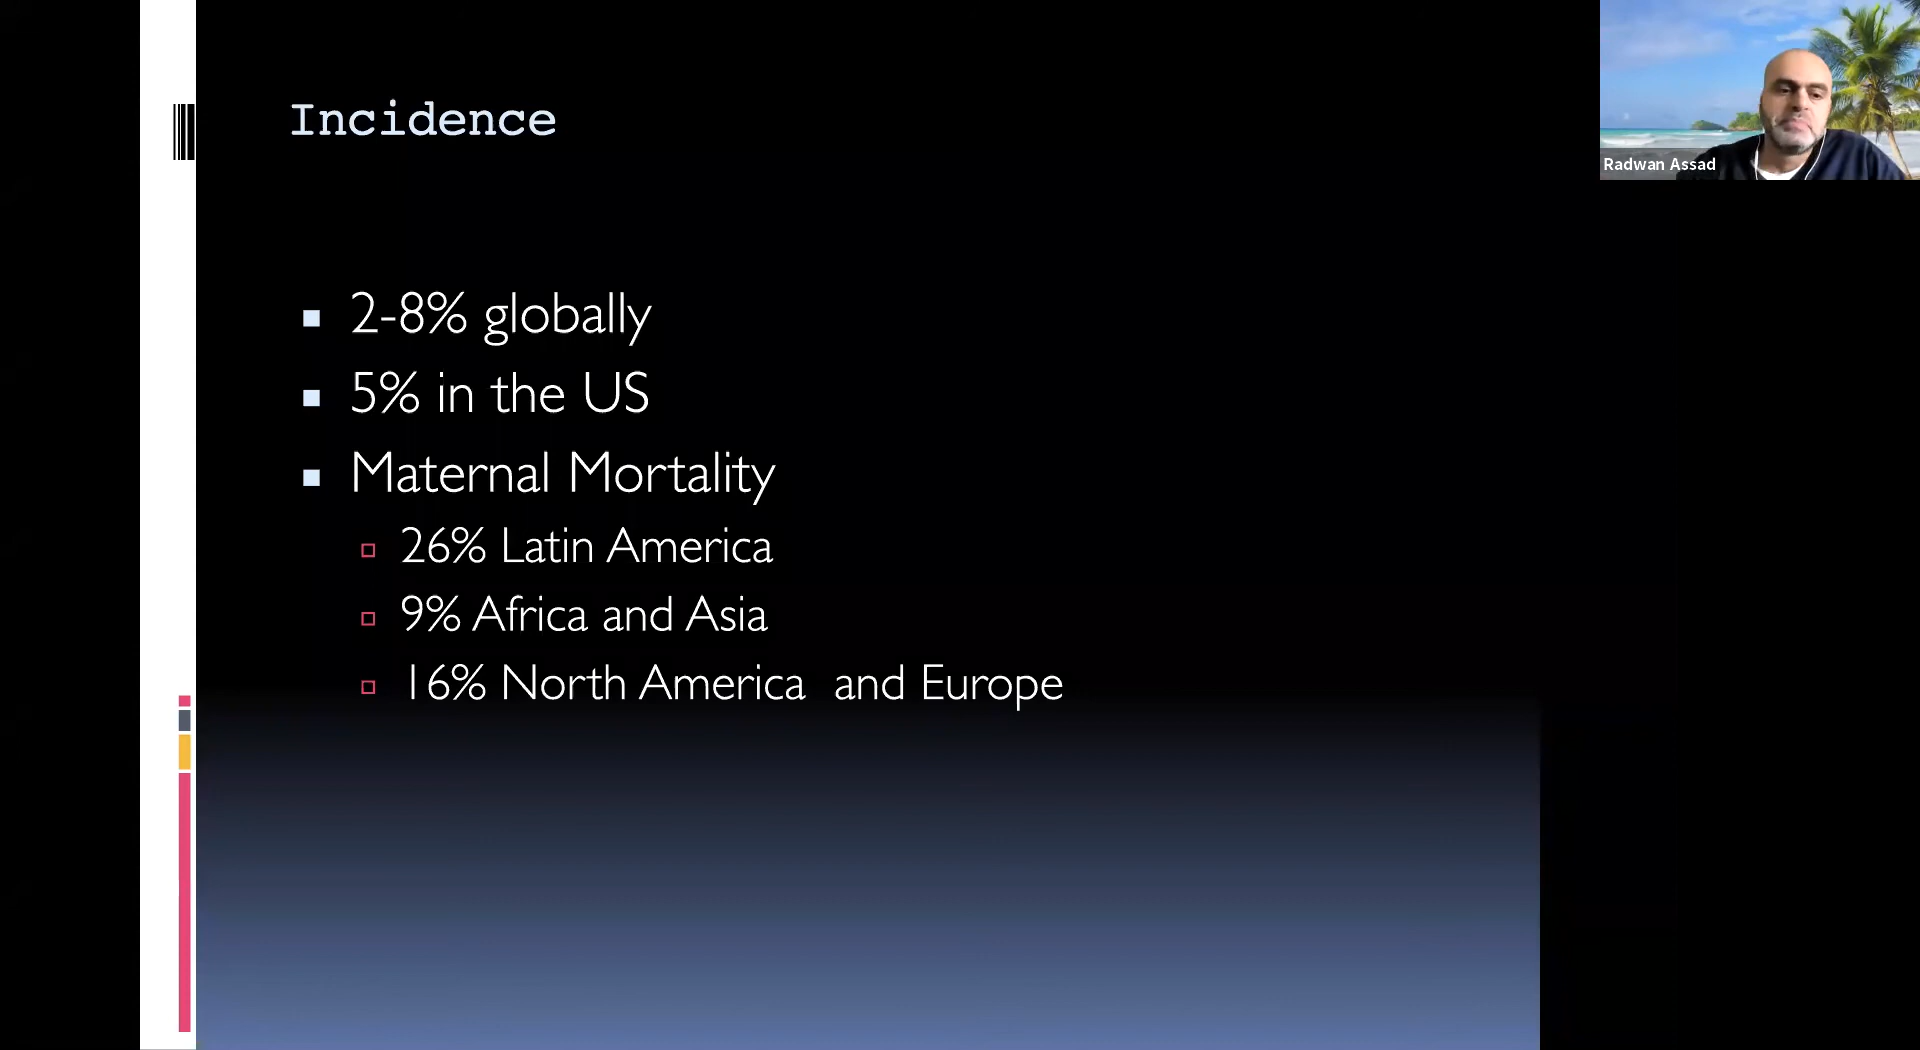 Incidence
2-8% globally
5% in the US
Maternal Mortality
26% Latin America
9% Africa and Asia
16% North America and Europe
Radwan Assad